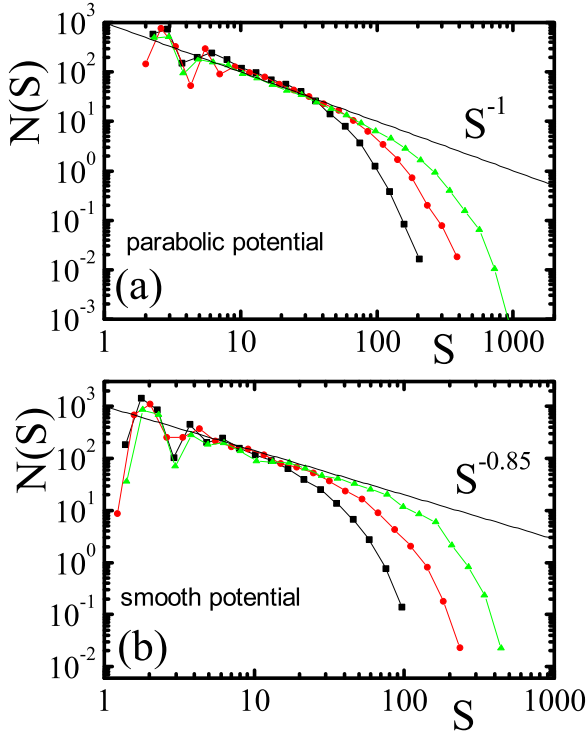 10^3
10^2
10^1
10^0
10^-1
10^-2
10^-3
N(S)
S^-1
parabolic potential
(a)
1 10 100 1000
S
10^3
10^2
10^1
10^0
10^-1
10^-2
N(S)
S^-0.85
smooth potential
(b)
1 10 100 1000
S